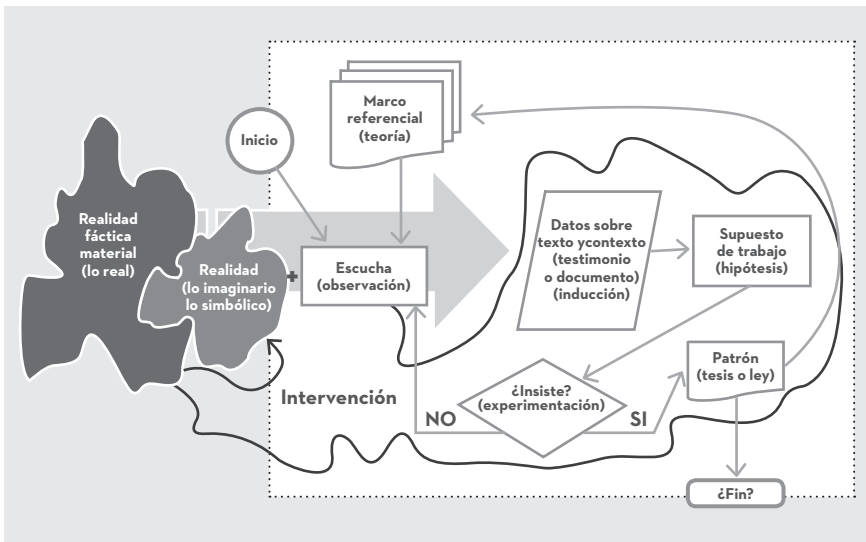 Marco
referencial
(teoría)
Inicio
Realidad
fáctica
material
(lo real)
Realidad
(lo imaginario
lo simbólico)
+
Escucha
(observación)
Datos sobre
texto ycontexto
(testimonio
o documento)
(inducción)
Supuesto
de trabajo
(hipótesis)
Patrón
(tesis o ley)
¿Insiste?
(experimentación)
Intervención
NO
SI
¿Fin?